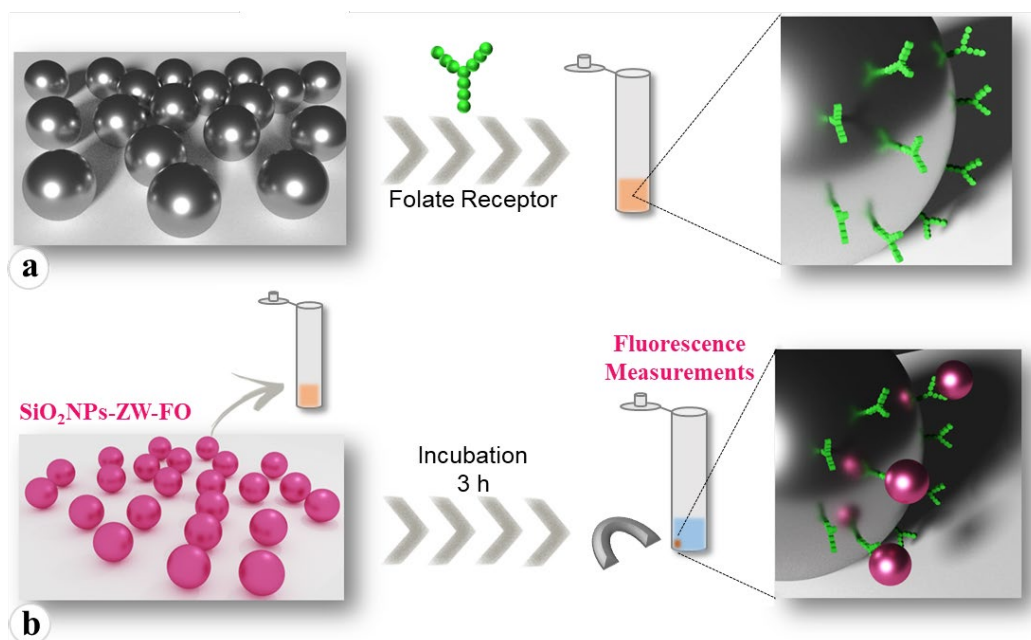 Folate Receptor
a
SiO₂NPs-ZW-FO
Fluorescence
Measurements
Incubation
3 h
b